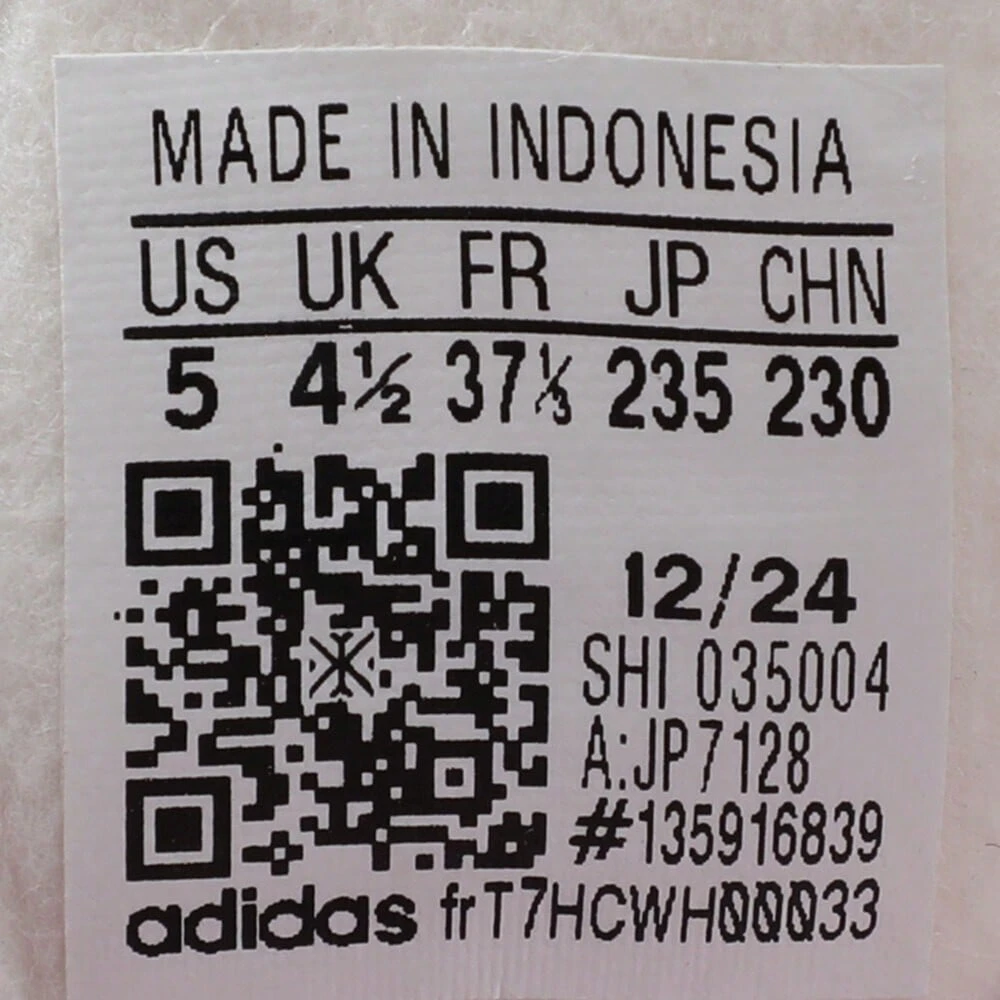 MADE IN INDONESIA
US UK FR JP CHN
5 4½ 37⅓ 235 230
12/24
SHI 035004
A:JP7128
#135916839
adidas frT7HCWH00033